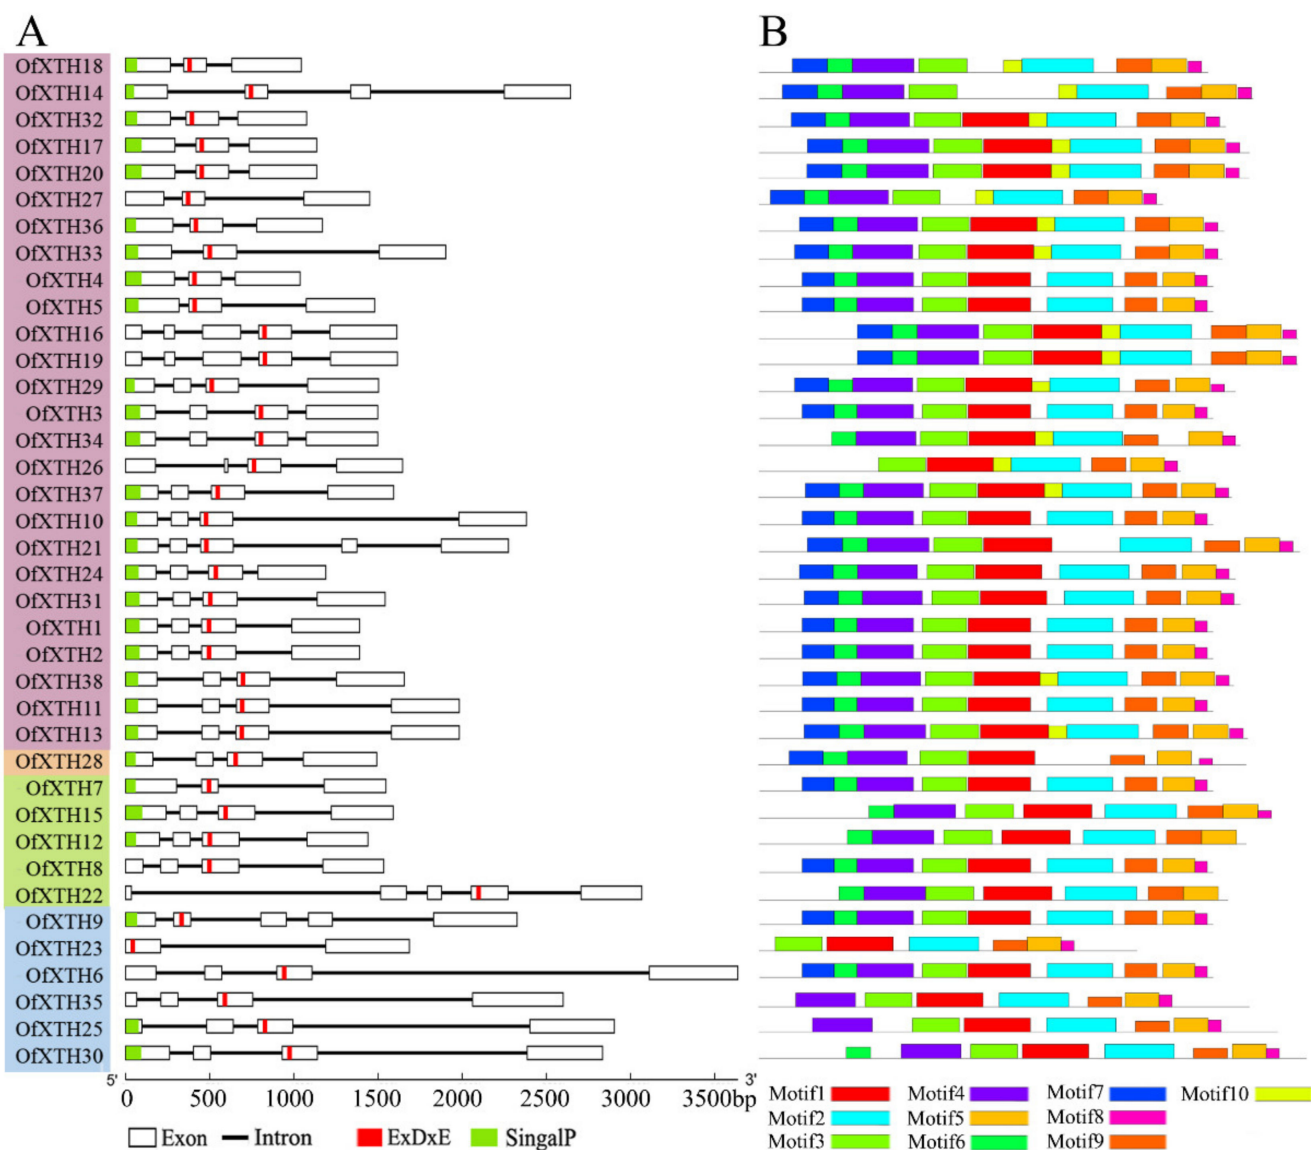 A B
OfXTH18
OfXTH14
OfXTH32
OfXTH17
OfXTH20
OfXTH27
OfXTH36
OfXTH33
OfXTH4
OfXTH5
OfXTH16
OfXTH19
OfXTH29
OfXTH3
OfXTH34
OfXTH26
OfXTH37
OfXTH10
OfXTH21
OfXTH24
OfXTH31
OfXTH1
OfXTH2
OfXTH38
OfXTH11
OfXTH13
OfXTH28
OfXTH7
OfXTH15
OfXTH12
OfXTH8
OfXTH22
OfXTH9
OfXTH23
OfXTH6
OfXTH35
OfXTH25
OfXTH30
5' 3'
0 500 1000 1500 2000 2500 3000 3500bp
Exon Intron ExDxE SingalP
Motif1 Motif4 Motif7 Motif10
Motif2 Motif5 Motif8
Motif3 Motif6 Motif9